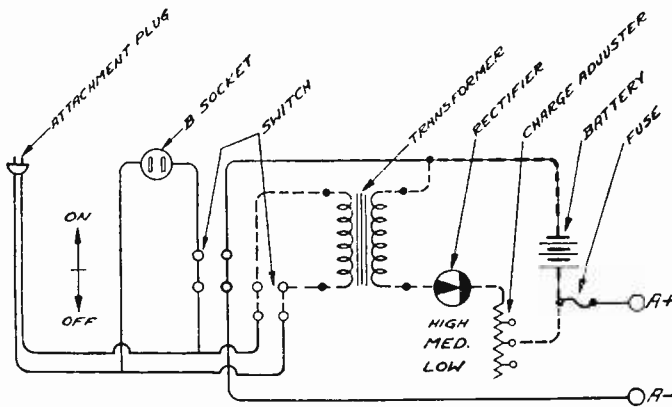 ATTACHMENT PLUG
B SOCKET
SWITCH
TRANSFORMER
RECTIFIER
CHARGE ADJUSTER
BATTERY
FUSE
ON
OFF
HIGH
MED.
LOW
A+
A-